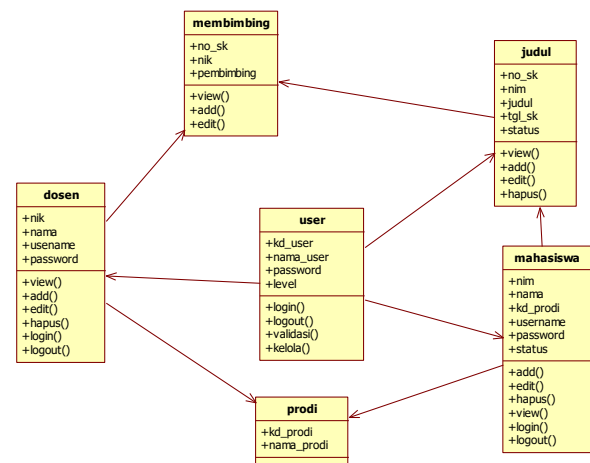 membimbing
+no_sk
+nik
+pembimbing
+view()
+add()
+edit()
judul
+no_sk
+nim
+judul
+tgl_sk
+status
+view()
+add()
+edit()
+hapus()
dosen
+nik
+nama
+usename
+password
+view()
+add()
+edit()
+hapus()
+login()
+logout()
user
+kd_user
+nama_user
+password
+level
+login()
+logout()
+validasi()
+kelola()
mahasiswa
+nim
+nama
+kd_prodi
+username
+password
+status
+add()
+edit()
+hapus()
+view()
+login()
+logout()
prodi
+kd_prodi
+nama_prodi